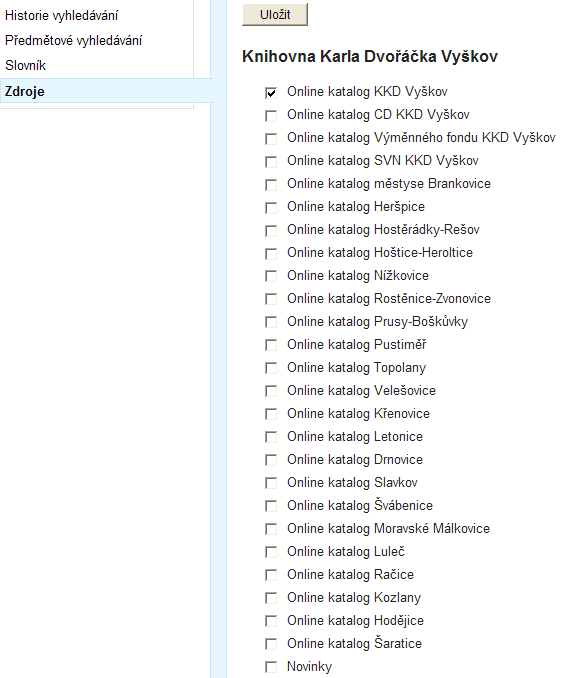 Historie vyhledávání
Předmětové vyhledávání
Slovník
Zdroje
Uložit
Knihovna Karla Dvořáčka Vyškov
Online katalog KKD Vyškov
Online katalog CD KKD Vyškov
Online katalog Výměnného fondu KKD Vyškov
Online katalog SVN KKD Vyškov
Online katalog městyse Brankovice
Online katalog Heršpice
Online katalog Hostěrádky-Rešov
Online katalog Hoštice-Heroltice
Online katalog Nížkovice
Online katalog Rostěnice-Zvonovice
Online katalog Prusy-Boškůvky
Online katalog Pustiměř
Online katalog Topolany
Online katalog Velešovice
Online katalog Křenovice
Online katalog Letonice
Online katalog Drnovice
Online katalog Slavkov
Online katalog Švábenice
Online katalog Moravské Málkovice
Online katalog Luleč
Online katalog Račice
Online katalog Kozlany
Online katalog Hodějice
Online katalog Šaratice
Novinky